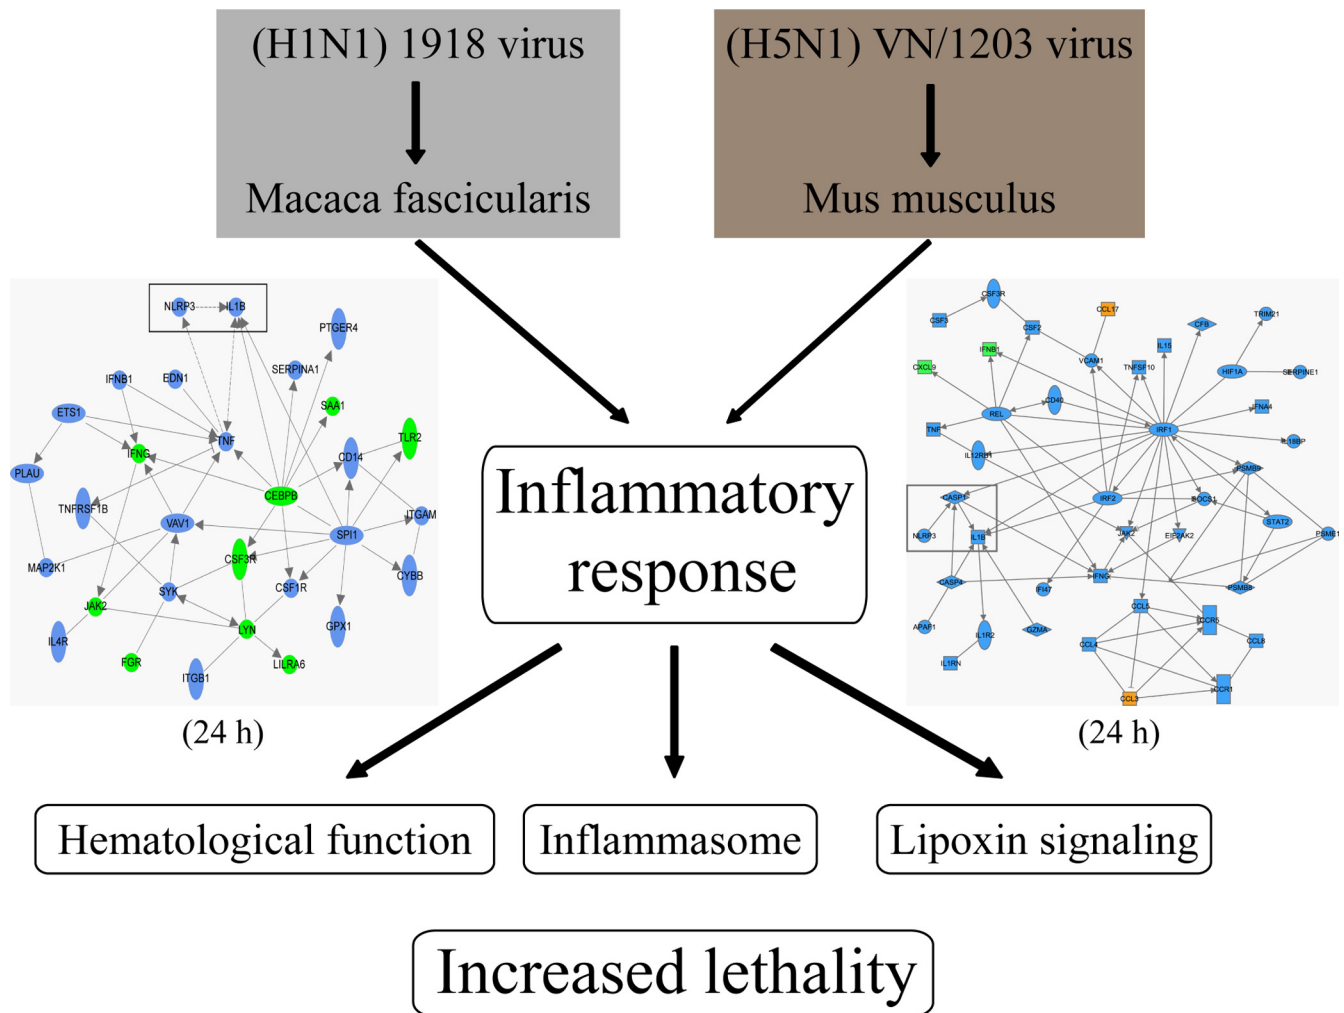 (H1N1) 1918 virus
(H5N1) VN/1203 virus
Macaca fascicularis
Mus musculus
NLRP3
IL1B
PTGER4
IFNB1
EDN1
SERPINA1
SAA1
ETS1
TNF
TLR2
IFNG
CD14
PLAU
CEBPB
TNFRSF1B
ITGAM
VAV1
SPI1
CSF3R
MAP2K1
CYBB
SYK
CSF1R
JAK2
GPX1
IL4R
LYN
FGR
LILRA6
ITGB1
(24 h)
Inflammatory
response
CSF3R
CCL17
CSF3
CSF2
CFB
TRIM21
IFNB1
IL15
CXCL9
VCAM1
TNFSF10
HIF1A
SERPINE1
CD40
IFNA4
REL
TNF
IRF1
IL18BP
IL12RB1
PSMB9
CASP1
IRF2
SOCS1
STAT2
NLRP3
IL1B
JAK2
EIF2AK2
PSME1
CASP4
IFNG
IFI47
PSMB8
CCL5
APAF1
IL1R2
GZMA
CCR5
CCL4
CCL8
IL1RN
CCR1
CCL3
(24 h)
Hematological function
Inflammasome
Lipoxin signaling
Increased lethality